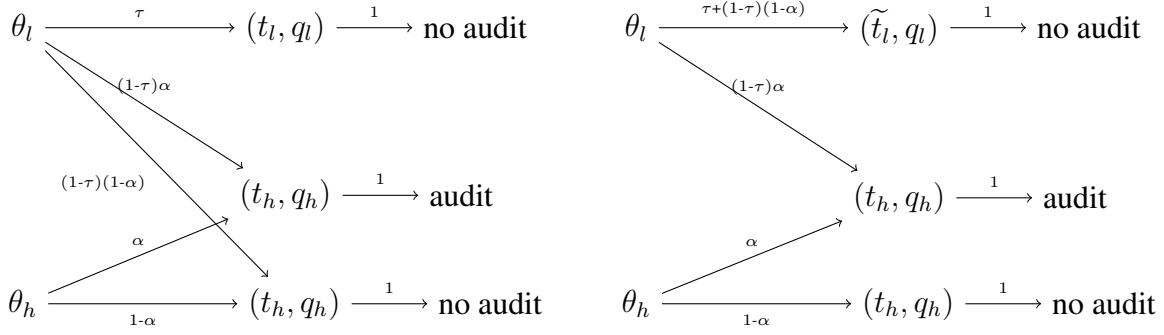 θ_l τ (t_l, q_l) 1 no audit
(1-τ)α
(1-τ)(1-α)
(t_h, q_h) 1 audit
α
θ_h 1-α (t_h, q_h) 1 no audit
θ_l τ+(1-τ)(1-α) (t̃_l, q_l) 1 no audit
(1-τ)α
(t_h, q_h) 1 audit
α
θ_h 1-α (t_h, q_h) 1 no audit